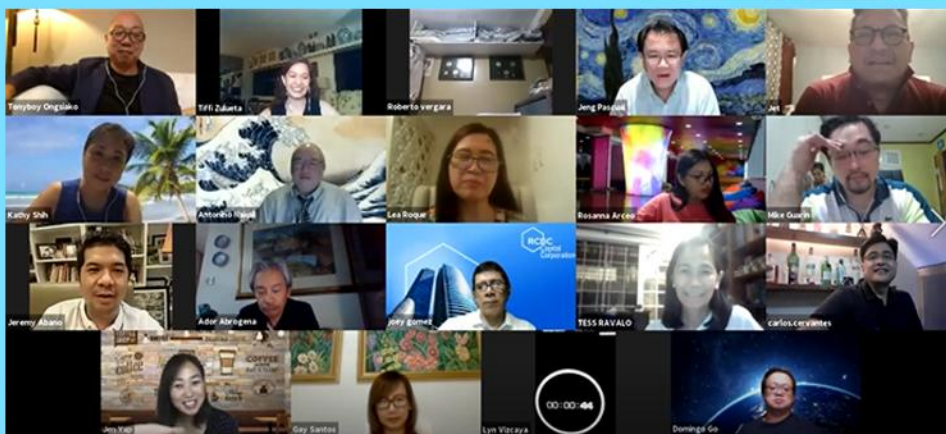 Tonyboy Ongsiako
Tiffi Zulueta
Roberto vergara
Jeng Pascual
Jet
Kathy Shih
Antonino
Lea Roque
Rosanna Arceo
Mike Guarin
RCBC
Capital
Corporation
Jeremy Abano
Ador Abrogena
joey gomez
TESS RAVALO
carlos.cervantes
COFFEE
Jen Yap
Gay Santos
00:00:44
Lyn Vizcaya
Domingo Go